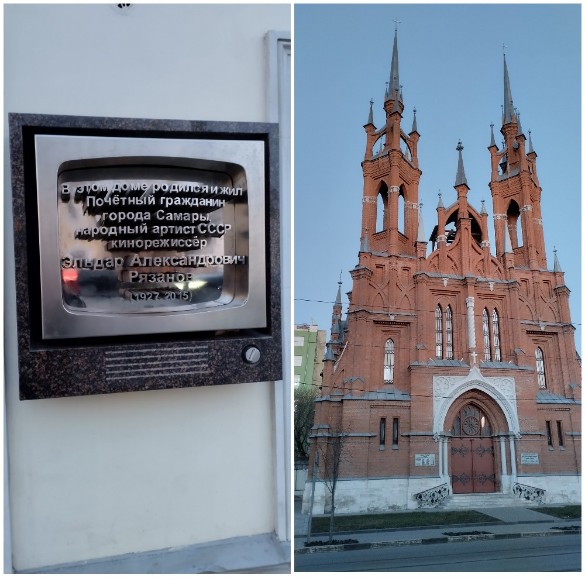 В этом доме родился и жил
Почётный гражданин
города Самары,
народный артист СССР
кинорежиссёр
Эльдар Александрович
Рязанов
(1927-2015)